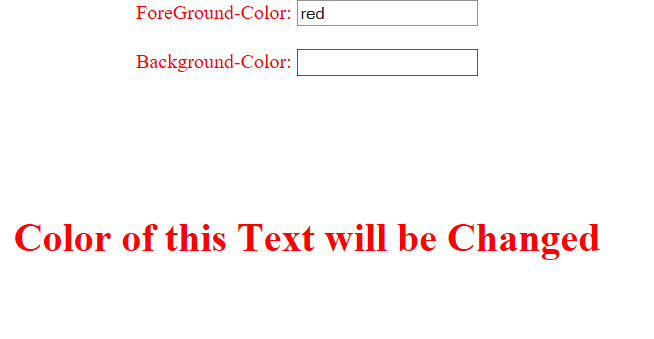 ForeGround-Color: red
Background-Color:
Color of this Text will be Changed